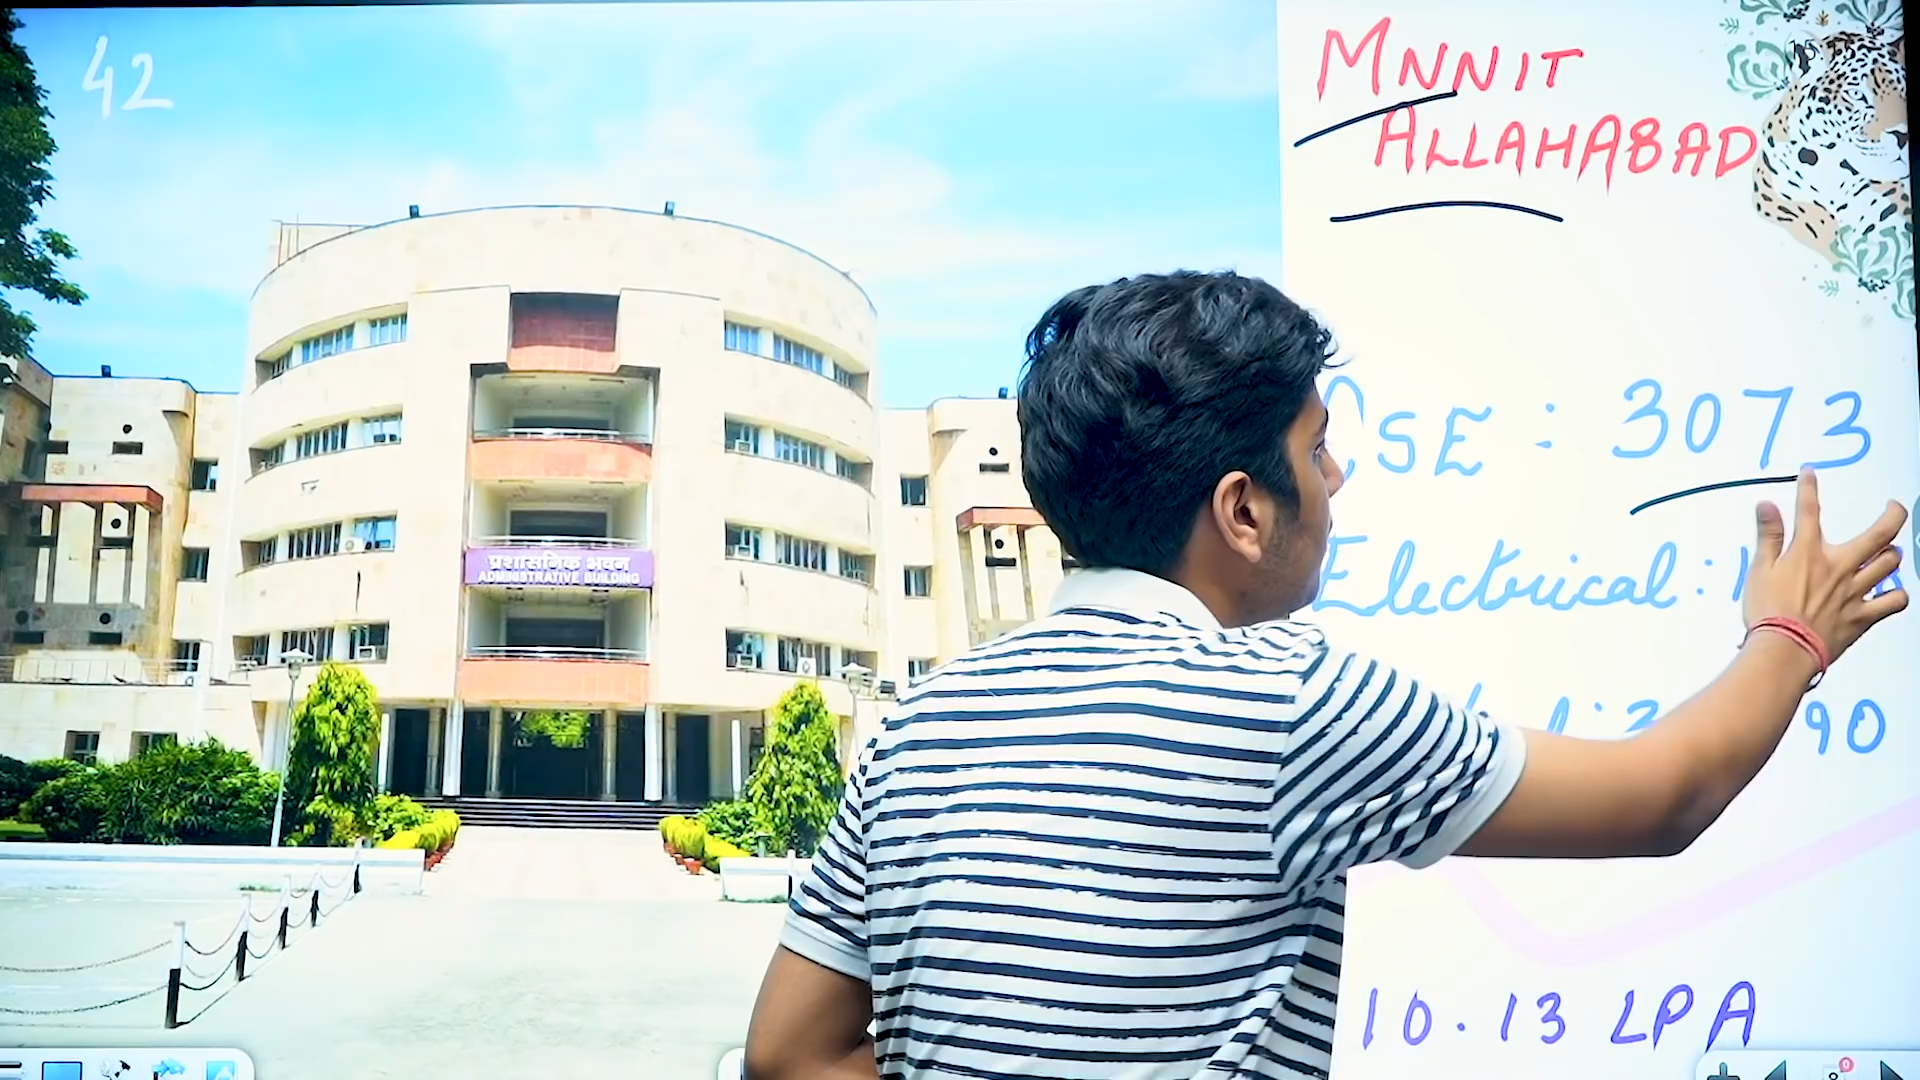 42
MNNIT
ALLAHABAD
CSE : 3073
Electrical :
प्रशासनिक भवन
ADMINISTRATIVE BUILDING
90
10.13 LPA